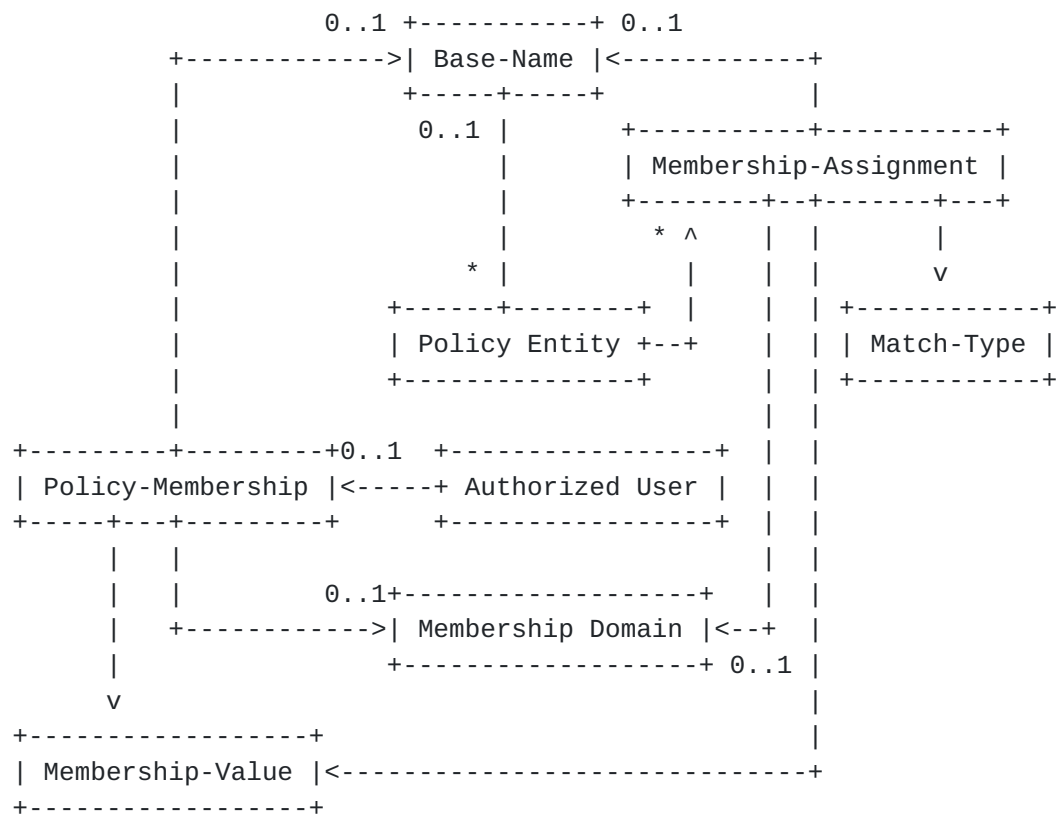 0..1 +-----------+ 0..1
          +------------->| Base-Name |<------------+
          |              +-----+-----+             |
          |               0..1 |       +-----------+-----------+
          |                    |       | Membership-Assignment |
          |                    |       +--------+--+-------+---+
          |                    |         * ^    |  |       |
          |                  * |           |    |  |       v
          |             +------+--------+  |    |  | +------------+
          |             | Policy Entity +--+    |  | | Match-Type |
          |             +---------------+       |  | +------------+
          |                                     |  |
+---------+---------+0..1  +-----------------+  |  |
| Policy-Membership |<-----+ Authorized User |  |  |
+-----+---+---------+      +-----------------+  |  |
      |   |                                     |  |
      |   |         0..1+-------------------+   |  |
      |   +------------>| Membership Domain |<--+  |
      |                 +-------------------+ 0..1 |
      v                                            |
+------------------+                               |
| Membership-Value |<------------------------------+
+------------------+